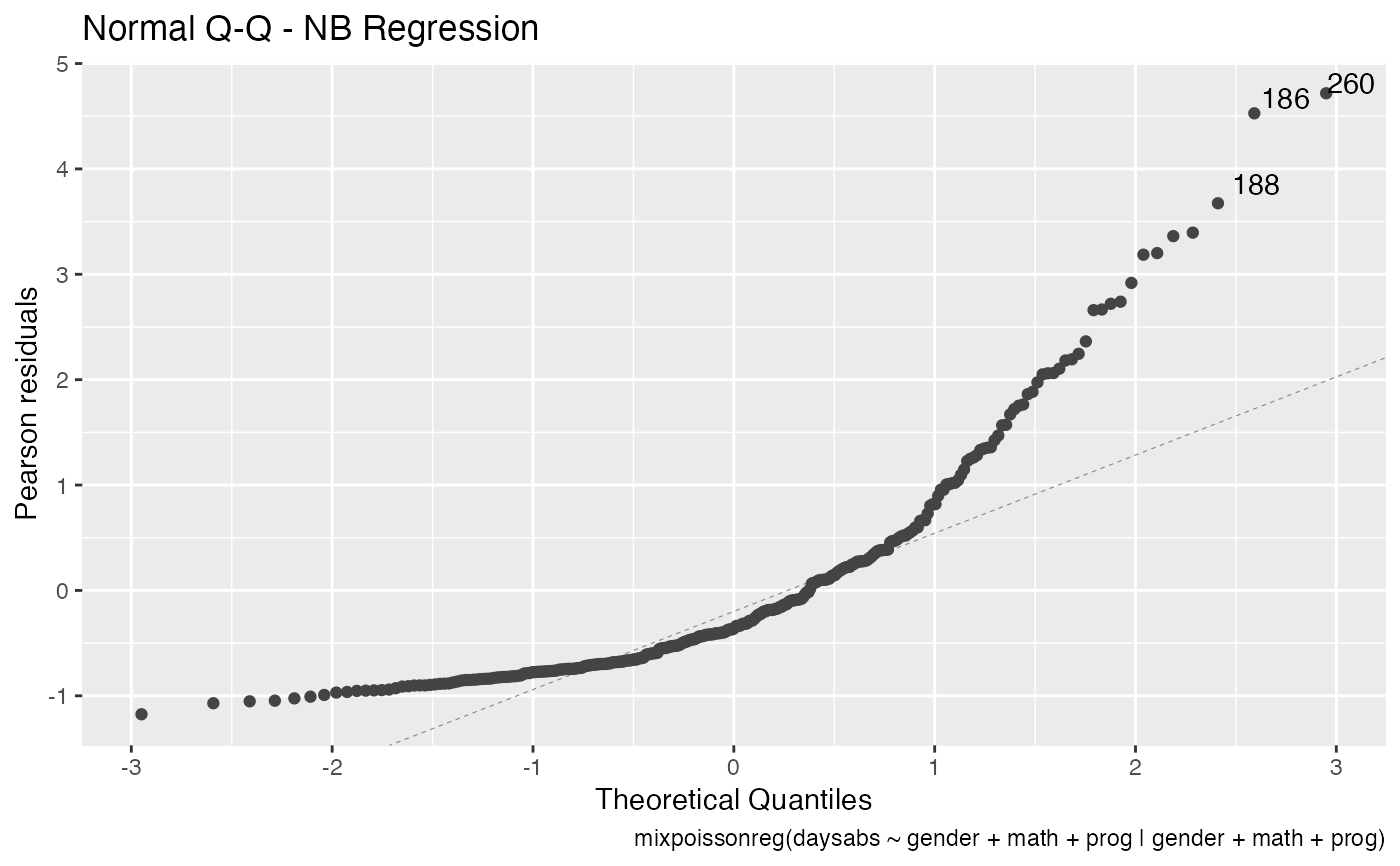 Normal Q-Q - NB Regression
5
4
3
2
1
0
-1
Pearson residuals
260
186
188
-3 -2 -1 0 1 2 3
Theoretical Quantiles
mixpoissonreg(daysabs ~ gender + math + prog | gender + math + prog)